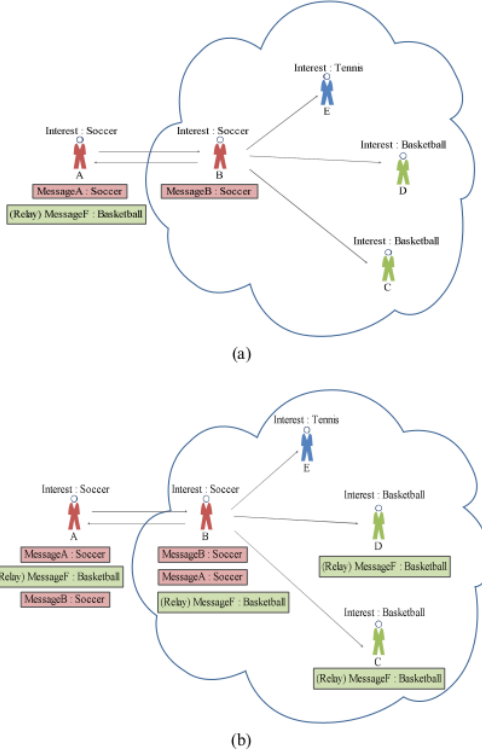 Interest : Tennis
E
Interest : Soccer
Interest : Soccer
Interest : Basketball
A
B
D
MessageA : Soccer
MessageB : Soccer
(Relay) MessageF : Basketball
Interest : Basketball
C
(a)
Interest : Tennis
E
Interest : Soccer
Interest : Soccer
Interest : Basketball
A
B
D
MessageA : Soccer
MessageB : Soccer
(Relay) MessageF : Basketball
Relay) MessageF : Basketball
MessageA : Soccer
MessageB : Soccer
(Relay) MessageF : Basketball
Interest : Basketball
C
(Relay) MessageF : Basketball
(b)